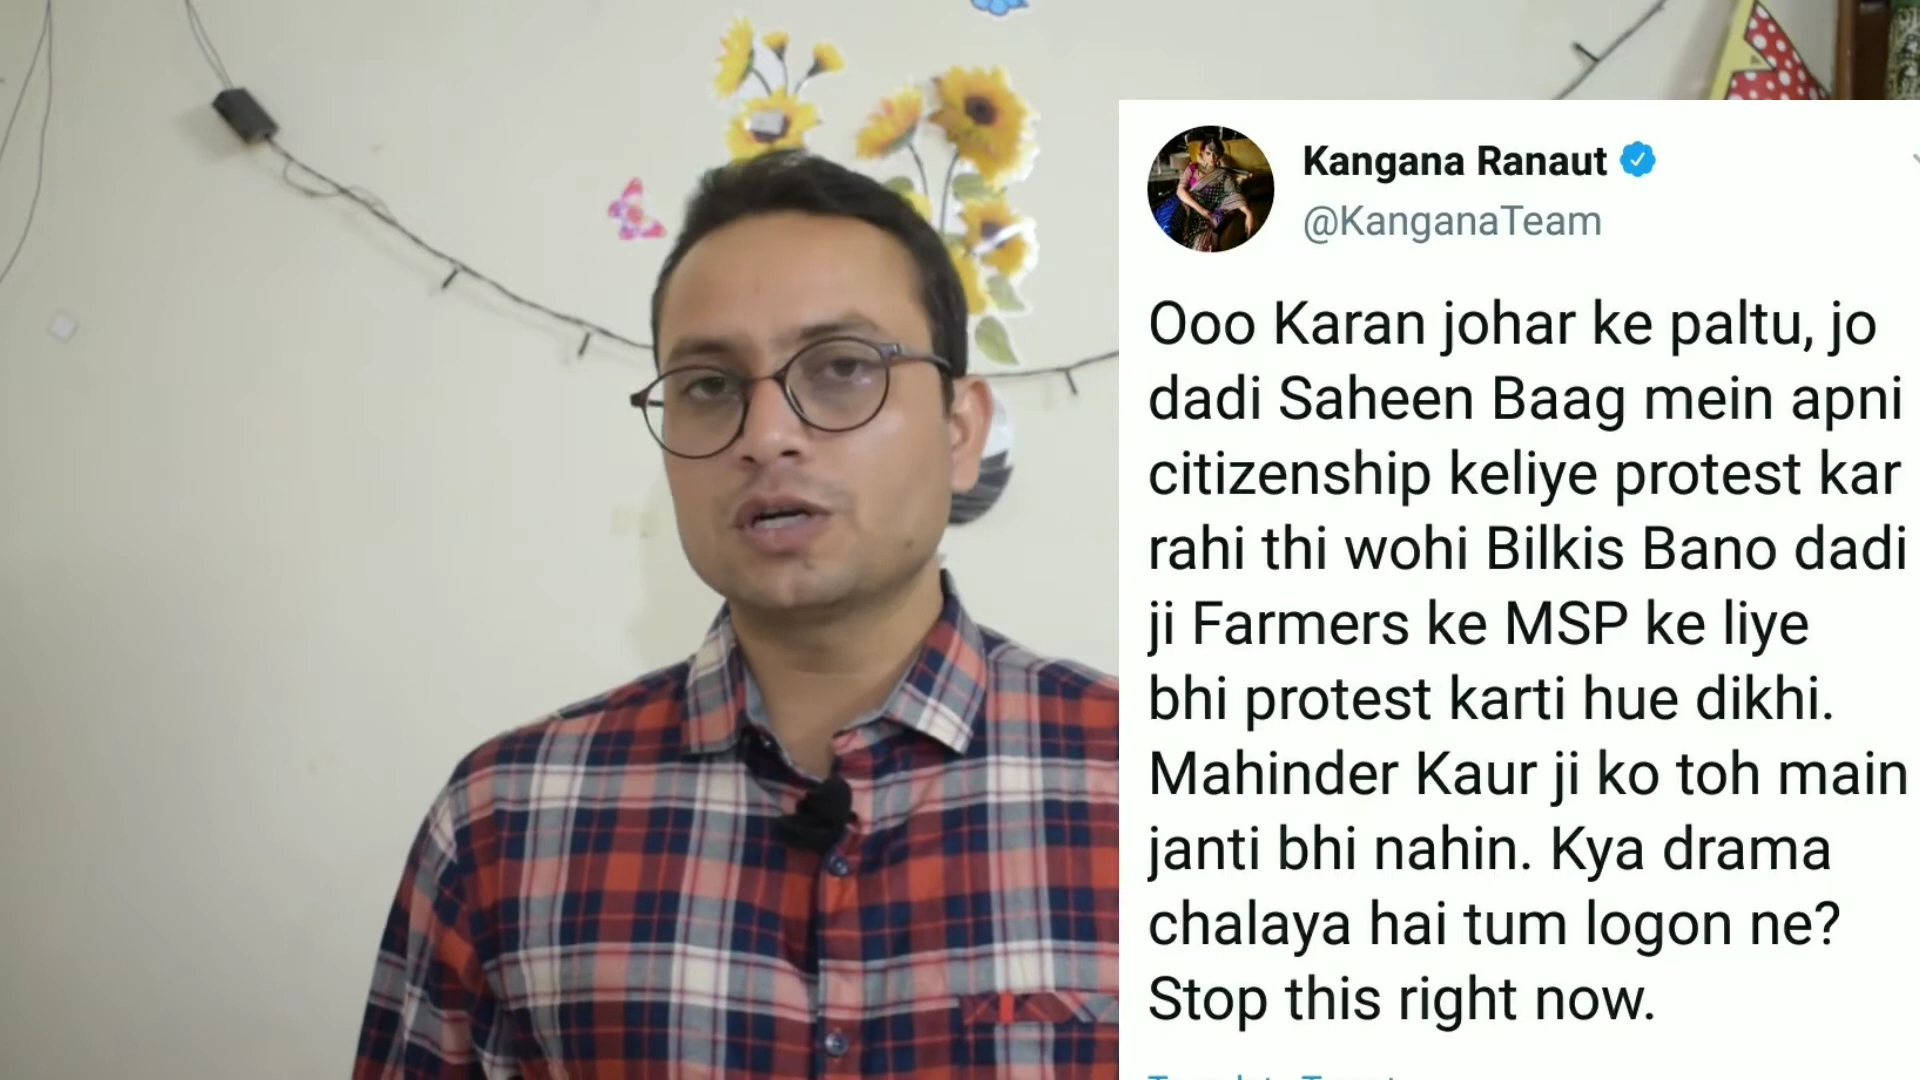 Kangana Ranaut
@KanganaTeam
Ooo Karan johar ke paltu, jo
dadi Saheen Baag mein apni
citizenship keliye protest kar
rahi thi wohi Bilkis Bano dadi
ji Farmers ke MSP ke liye
bhi protest karti hue dikhi.
Mahinder Kaur ji ko toh main
janti bhi nahin. Kya drama
chalaya hai tum logon ne?
Stop this right now.